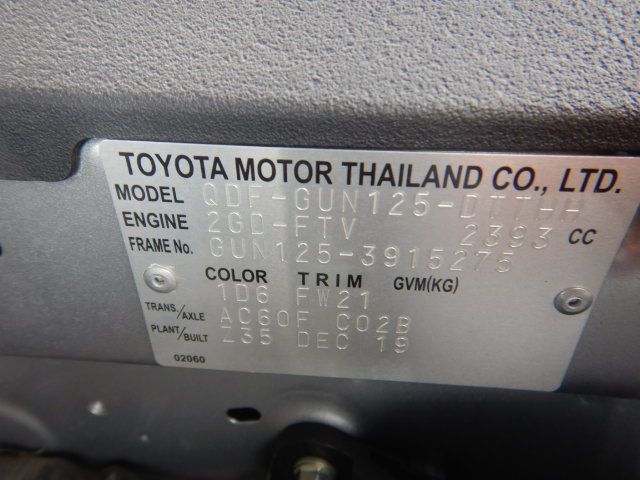 TOYOTA MOTOR THAILAND CO., LTD.
MODEL QDF-GUN125-DTTHH
ENGINE 2GD-FTV 2393 CC
FRAME No. GUN125-3915275
COLOR TRIM GVM(KG)
1D6 FW21
TRANS./AXLE AC60F C02B
PLANT/BUILT Z35 DEC 19
02060